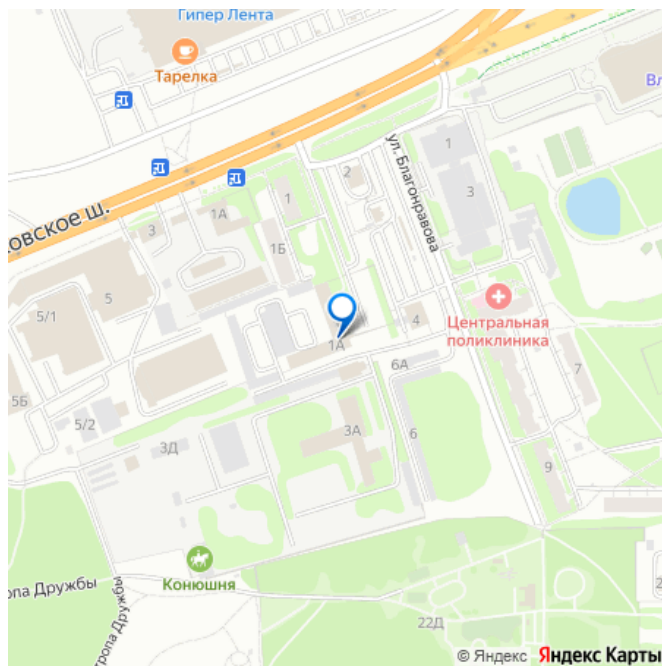 Гипер Лента
Тарелка
Вл
1
ул. Благонравова
2
3
1
1А
овское ш.
3
1Б
5
5/1
Центральная
поликлиника
4
1А
6А
7
5Б
5/2
3А
6
3Д
9
Конюшня
опа Дружбы
тропа Дружбы
22Д
2
© Яндекс Яндекс Карты